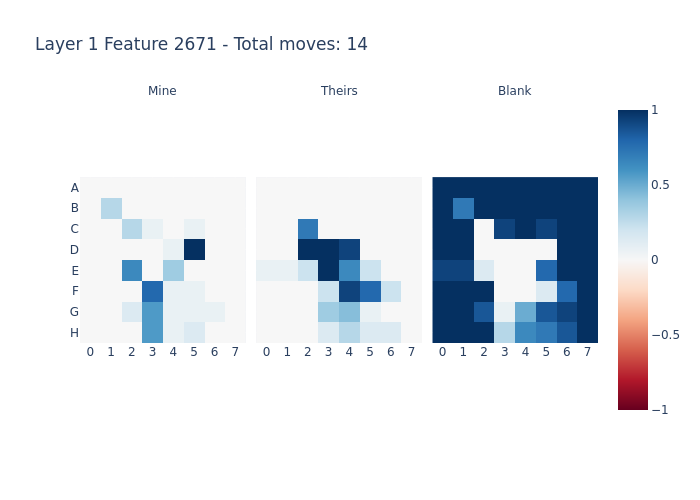 Layer 1 Feature 2671 - Total moves: 14
Mine Theirs Blank
A
B
C
D
E
F
G
H
0 1 2 3 4 5 6 7 0 1 2 3 4 5 6 7 0 1 2 3 4 5 6 7
1
0.5
0
−0.5
−1